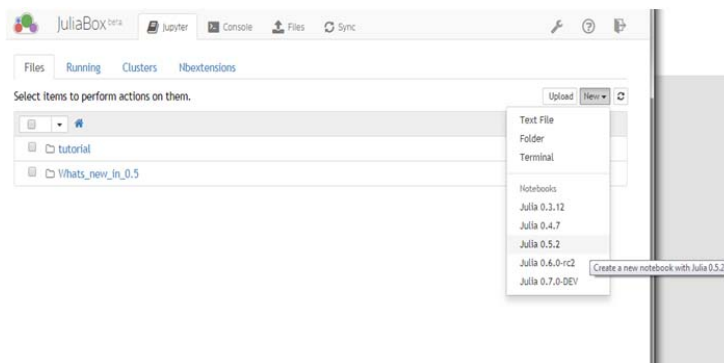 JuliaBox beta Jupyter Console Files Sync
Files Running Clusters Nbextensions
Select items to perform actions on them.
Upload New
tutorial
Whats_new_in_0.5
Text File
Folder
Terminal
Notebooks
Julia 0.3.12
Julia 0.4.7
Julia 0.5.2
Julia 0.6.0-rc2
Julia 0.7.0-DEV
Create a new notebook with Julia 0.5.2